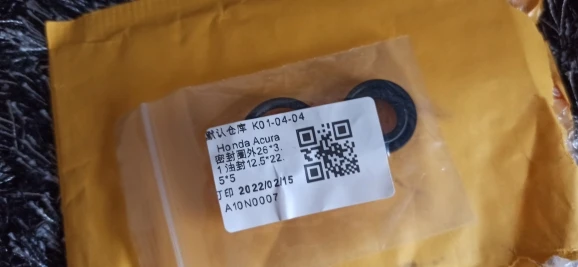 默认仓库 K01-04-04
Honda Acura
密封圈外26*3.
1 油封12.5*22.
5*5
打印 2022/02/15
A10N0007